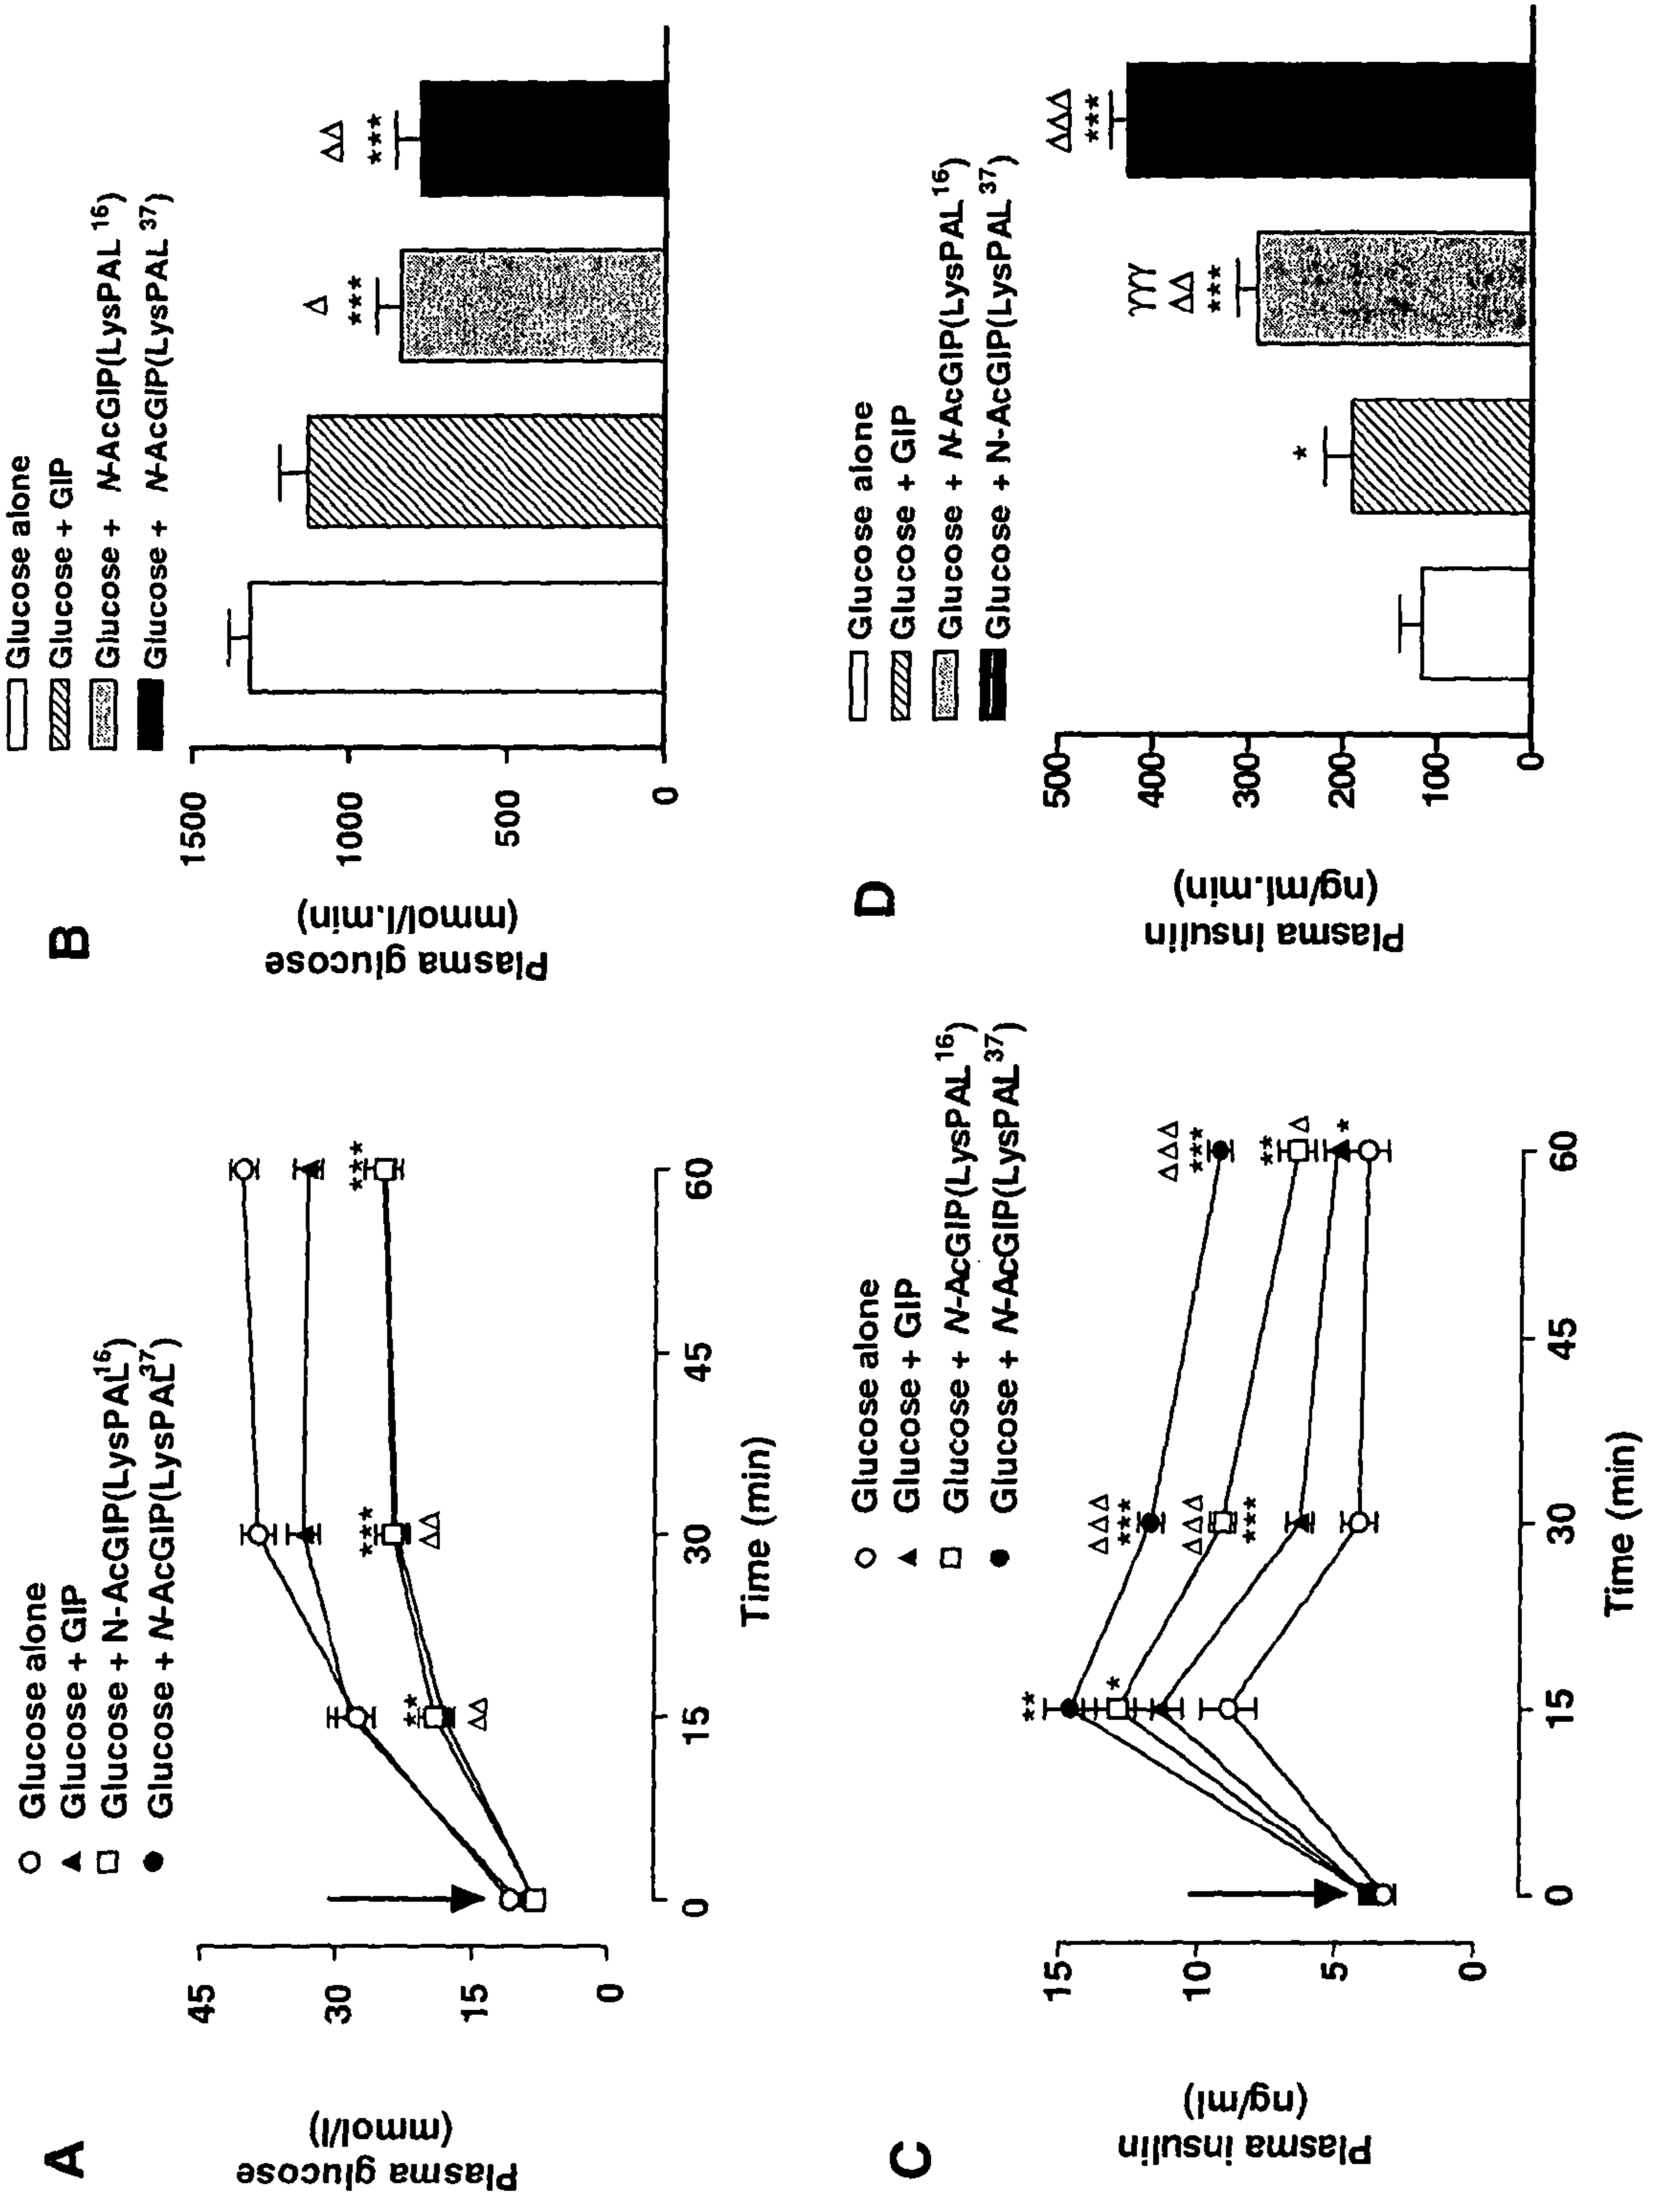 A
○ Glucose alone
▲ Glucose + GIP
□ Glucose + N-AcGIP(LysPAL16)
● Glucose + N-AcGIP(LysPAL37)
Plasma glucose
(mmol/l)
45
30
15
0
**
ΔΔ
***
ΔΔ
***
0
15
30
45
60
Time (min)
B
Glucose alone
Glucose + GIP
Glucose + N-AcGIP(LysPAL16)
Glucose + N-AcGIP(LysPAL37)
Plasma glucose
(mmol/l.min)
1500
1000
500
0
Δ
***
ΔΔ
***
C
○ Glucose alone
▲ Glucose + GIP
□ Glucose + N-AcGIP(LysPAL16)
● Glucose + N-AcGIP(LysPAL37)
Plasma insulin
(ng/ml)
15
10
5
0
**
*
ΔΔΔ
***
ΔΔΔ
***
ΔΔΔ
***
**
Δ
*
0
15
30
45
60
Time (min)
D
Glucose alone
Glucose + GIP
Glucose + N-AcGIP(LysPAL16)
Glucose + N-AcGIP(LysPAL37)
Plasma insulin
(ng/ml.min)
500
400
300
200
100
0
*
γγγ
ΔΔ
***
ΔΔΔ
***